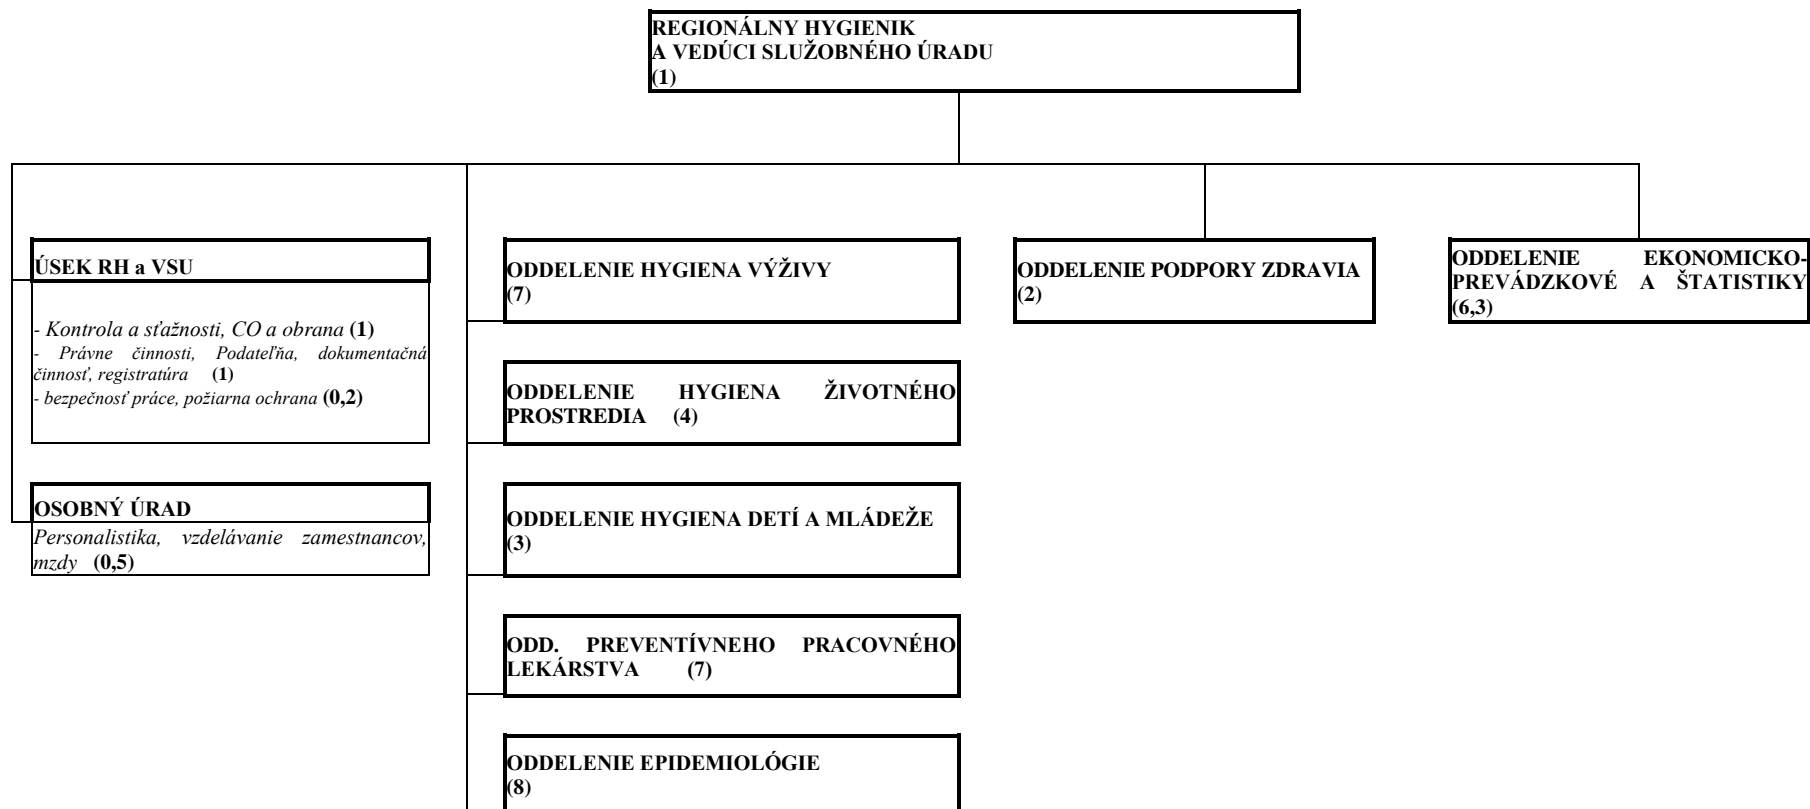 REGIONÁLNY HYGIENIK
A VEDÚCI SLUŽOBNÉHO ÚRADU
(1)
ÚSEK RH a VSU
- Kontrola a sťažnosti, CO a obrana (1)
- Právne činnosti, Podateľňa, dokumentačná
činnosť, registratúra (1)
- bezpečnosť práce, požiarna ochrana (0,2)
OSOBNÝ ÚRAD
Personalistika, vzdelávanie zamestnancov,
mzdy (0,5)
ODDELENIE HYGIENA VÝŽIVY
(7)
ODDELENIE HYGIENA ŽIVOTNÉHO
PROSTREDIA (4)
ODDELENIE HYGIENA DETÍ A MLÁDEŽE
(3)
ODD. PREVENTÍVNEHO PRACOVNÉHO
LEKÁRSTVA (7)
ODDELENIE EPIDEMIOLÓGIE
(8)
ODDELENIE PODPORY ZDRAVIA
(2)
ODDELENIE EKONOMICKO-
PREVÁDZKOVÉ A ŠTATISTIKY
(6,3)